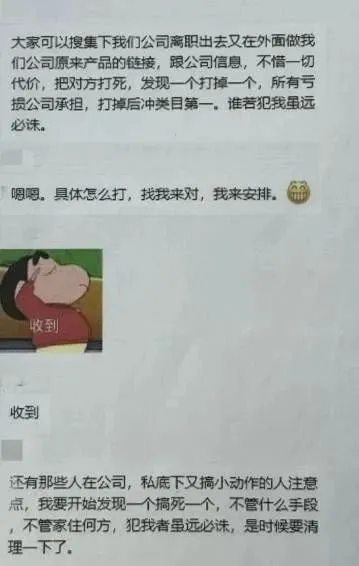 大家可以搜集下我们公司离职出去又在外面做我
们公司原来产品的链接，跟公司信息，不惜一切
代价，把对方打死，发现一个打掉一个，所有亏
损公司承担，打掉后冲类目第一。谁若犯我虽远
必诛。
嗯嗯。具体怎么打，找我来对，我来安排。
收到
收到
还有那些人在公司，私底下又搞小动作的人注意
点，我要开始发现一个搞死一个，不管什么手段
，不管家住何方，犯我者虽远必诛，是时候要清
理一下了。